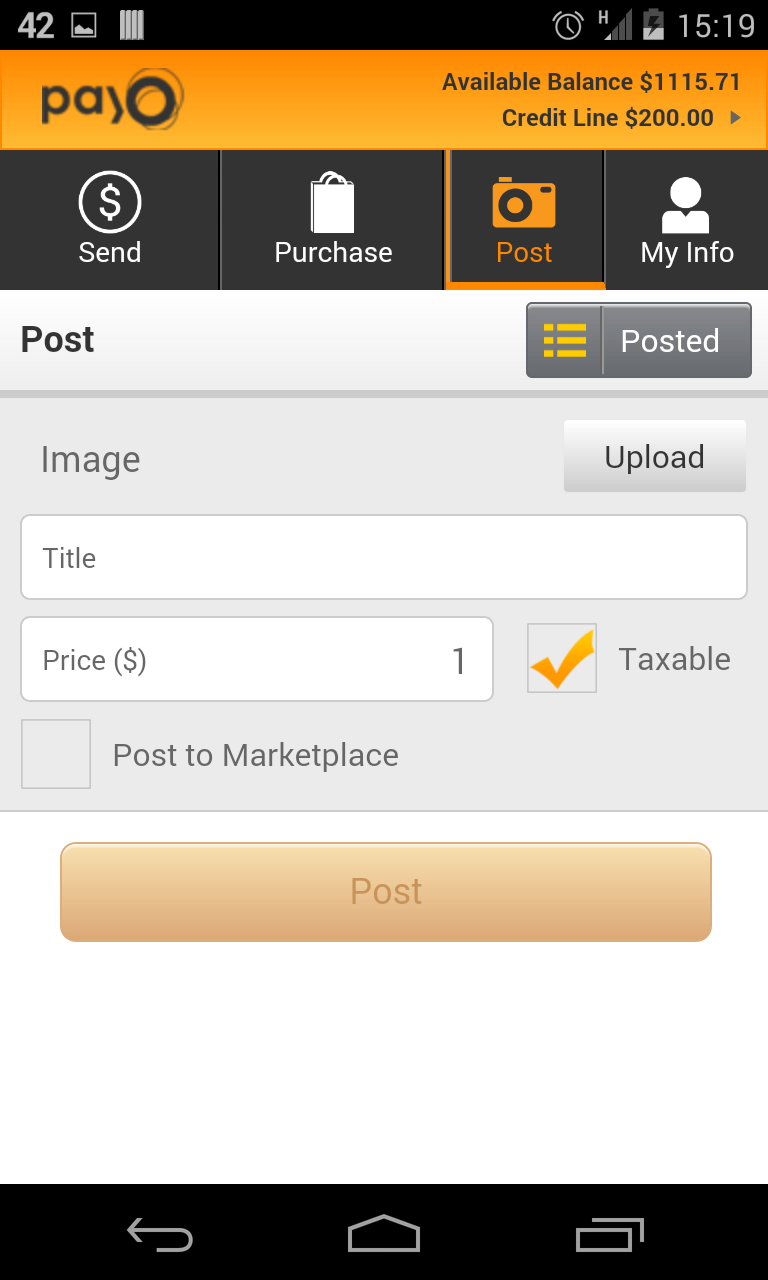 42 H 15:19
payO
Available Balance $1115.71
Credit Line $200.00
Send Purchase Post My Info
Post Posted
Image Upload
Title
Price ($) 1 Taxable
Post to Marketplace
Post